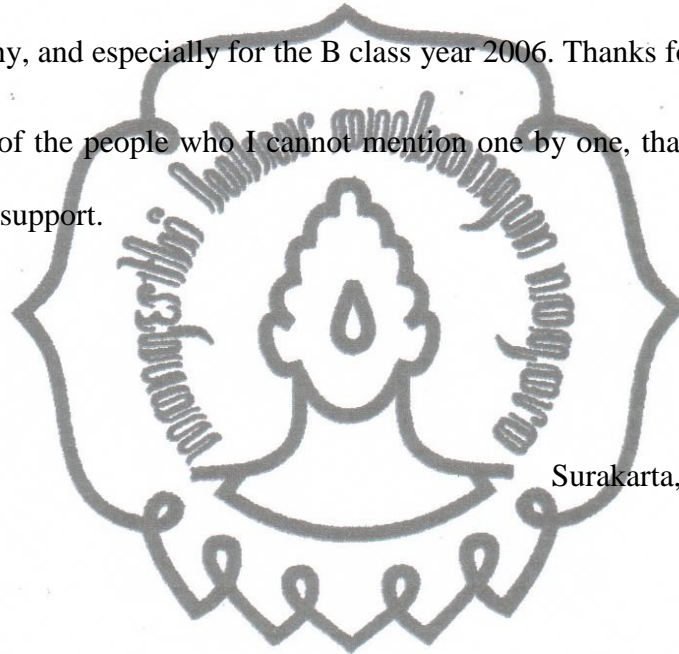 ny, and especially for the B class year 2006. Thanks fo
of the people who I cannot mention one by one, tha
support.
Surakarta,